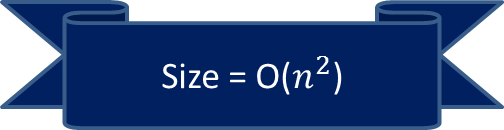 Size = O(n²)